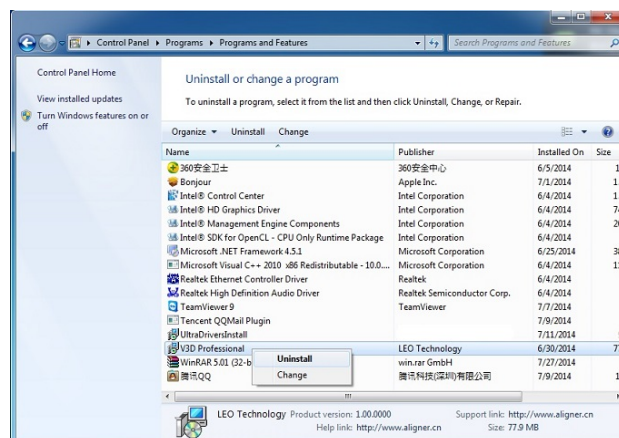 Control Panel ▸ Programs ▸ Programs and Features
Search Programs and Features
Control Panel Home
View installed updates
Turn Windows features on or off
Uninstall or change a program
To uninstall a program, select it from the list and then click Uninstall, Change, or Repair.
Organize Uninstall Change
Name Publisher Installed On Size
360安全卫士 360安全中心 6/5/2014
Bonjour Apple Inc. 7/1/2014
Intel® Control Center Intel Corporation 6/4/2014
Intel® HD Graphics Driver Intel Corporation 6/4/2014
Intel® Management Engine Components Intel Corporation 6/4/2014
Intel® SDK for OpenCL - CPU Only Runtime Package Intel Corporation 6/4/2014
Microsoft .NET Framework 4.5.1 Microsoft Corporation 6/25/2014
Microsoft Visual C++ 2010 x86 Redistributable - 10.0.... Microsoft Corporation 6/4/2014
Realtek Ethernet Controller Driver Realtek 6/4/2014
Realtek High Definition Audio Driver Realtek Semiconductor Corp. 6/4/2014
TeamViewer 9 TeamViewer 7/7/2014
Tencent QQMail Plugin 7/9/2014
UltraDriversInstall 7/11/2014
V3D Professional LEO Technology 6/30/2014
WinRAR 5.01 (32-b win.rar GmbH 7/27/2014
腾讯QQ 腾讯科技(深圳)有限公司 7/9/2014
Uninstall
Change
LEO Technology Product version: 1.00.0000 Support link: http://www.aligner.cn
Help link: http://www.aligner.cn Size: 77.9 MB